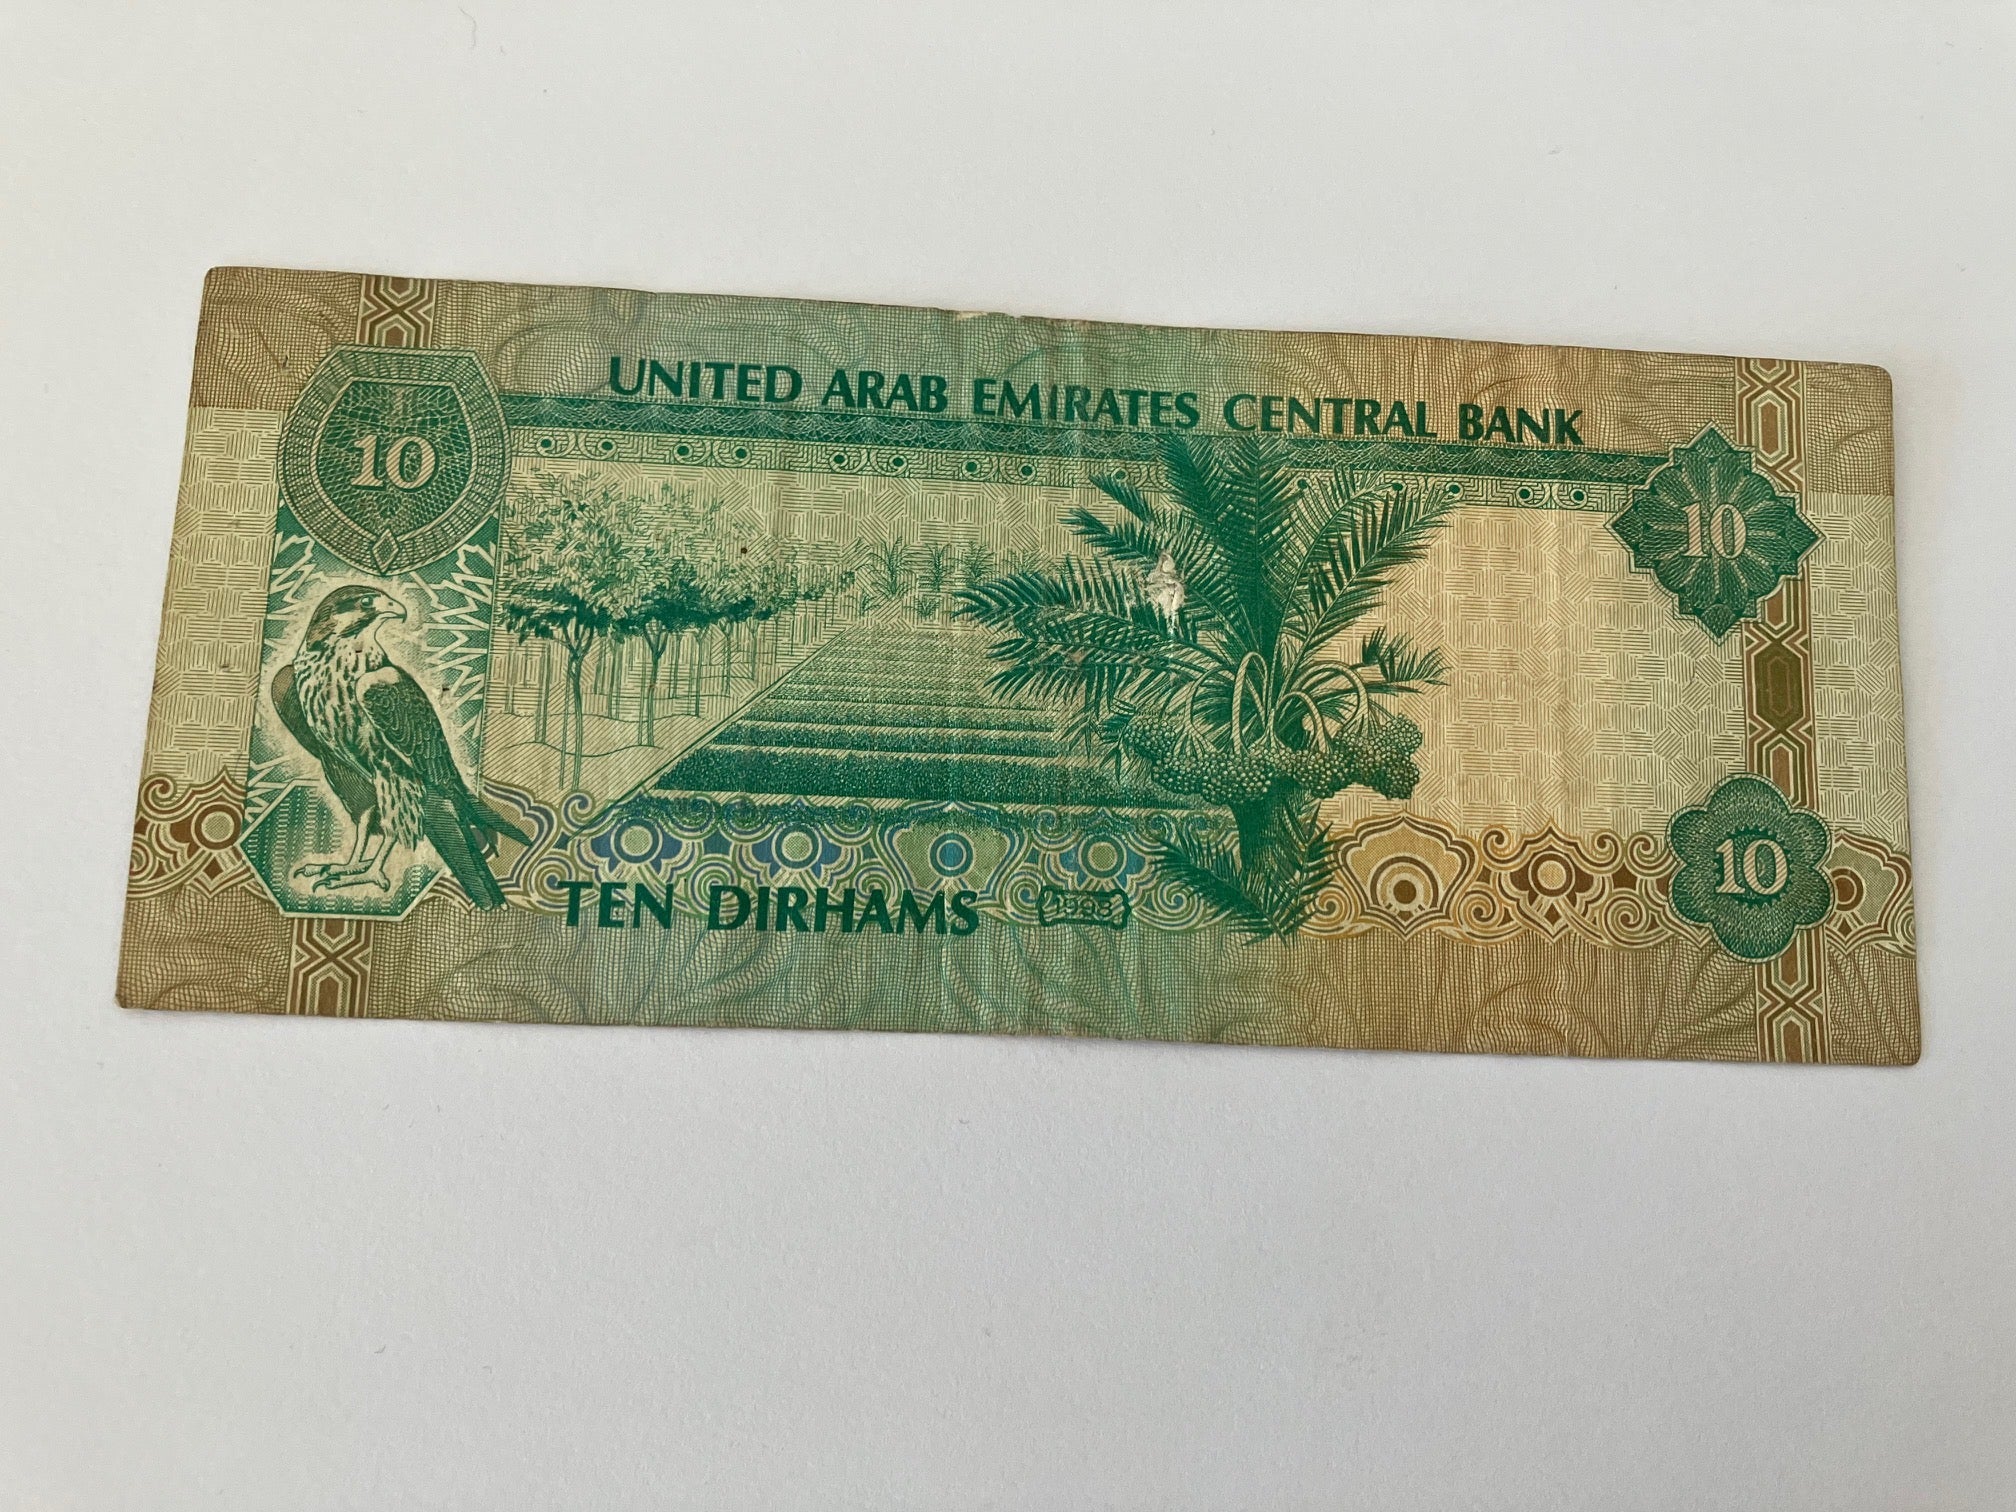 UNITED ARAB EMIRATES CENTRAL BANK
10
10
10
TEN DIRHAMS